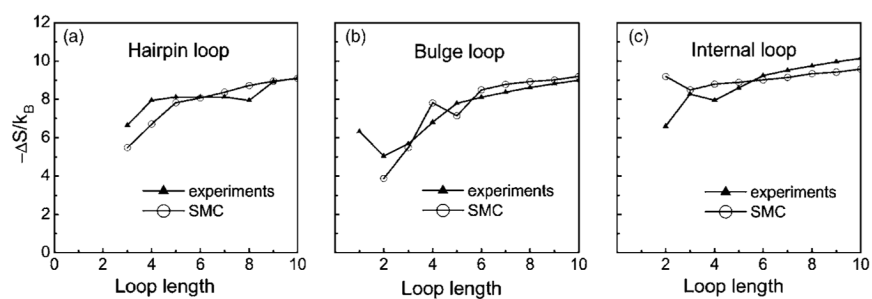 (a) Hairpin loop
(b) Bulge loop
(c) Internal loop
−ΔS/k_B
12
10
8
6
4
2
0
experiments
SMC
experiments
SMC
experiments
SMC
0 2 4 6 8 10
2 4 6 8 10
0 2 4 6 8 10
Loop length
Loop length
Loop length